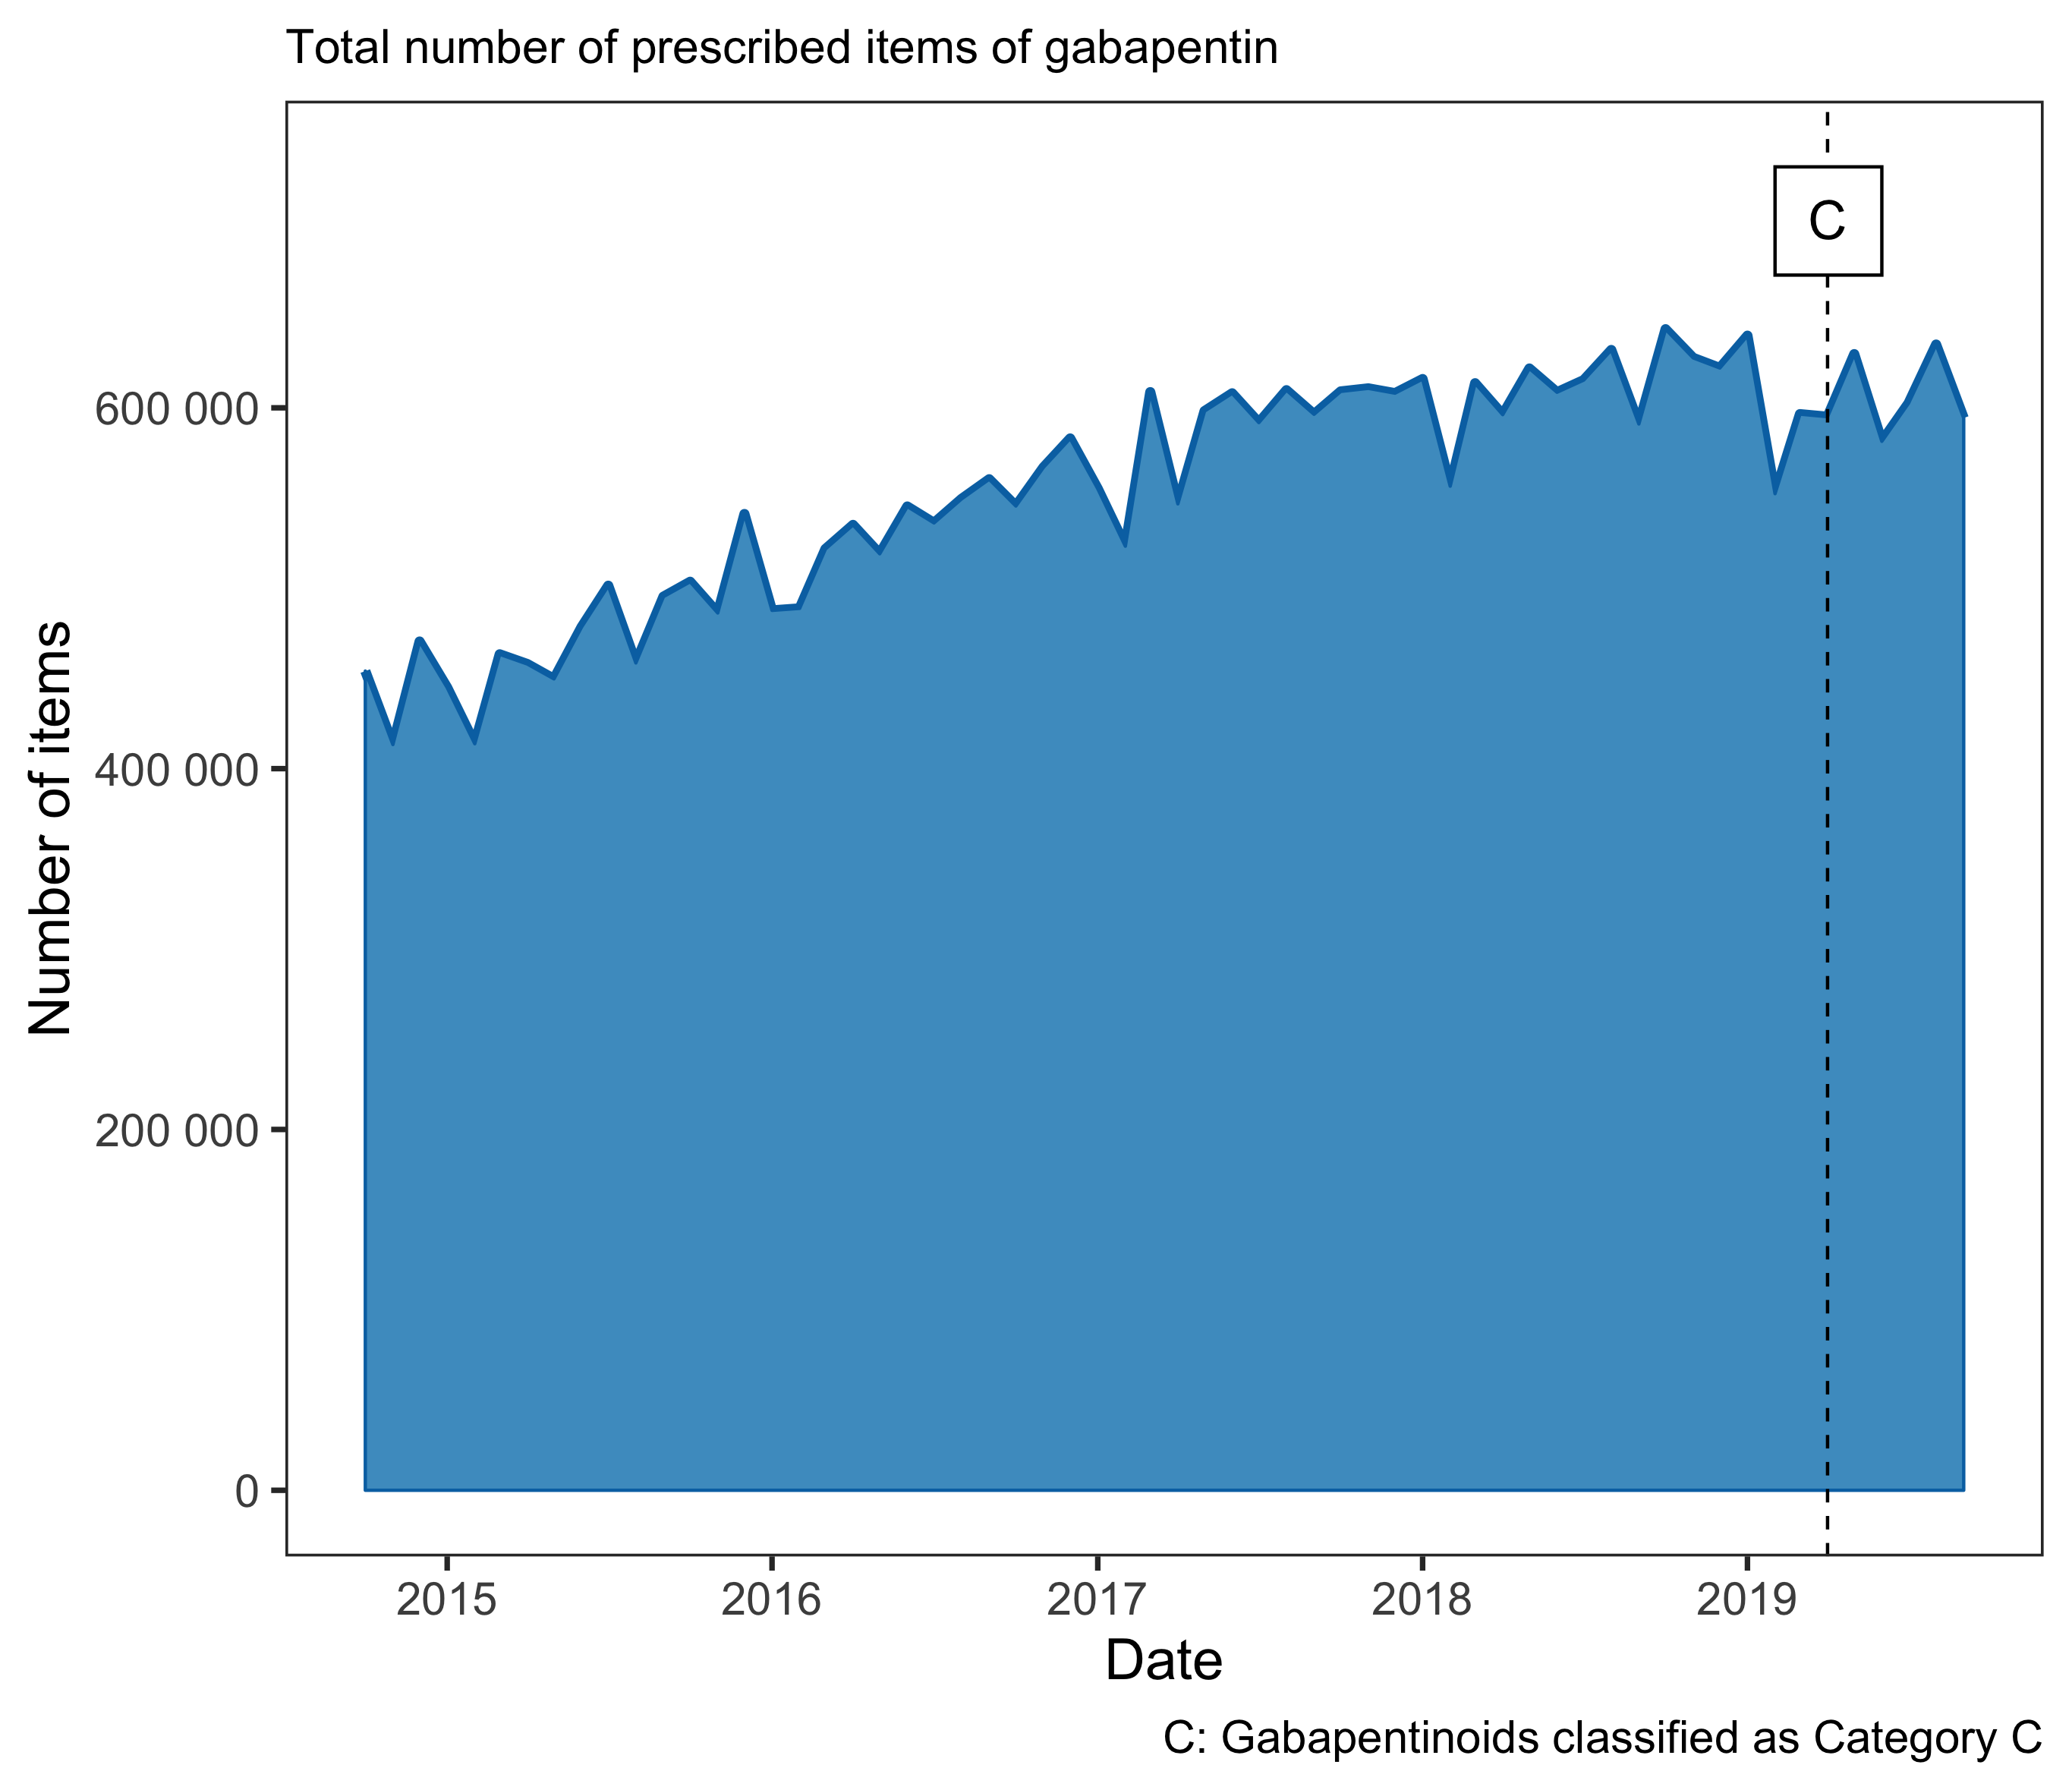 Total number of prescribed items of gabapentin
C
Number of items
600 000
400 000
200 000
0
2015 2016 2017 2018 2019
Date
C: Gabapentinoids classified as Category C